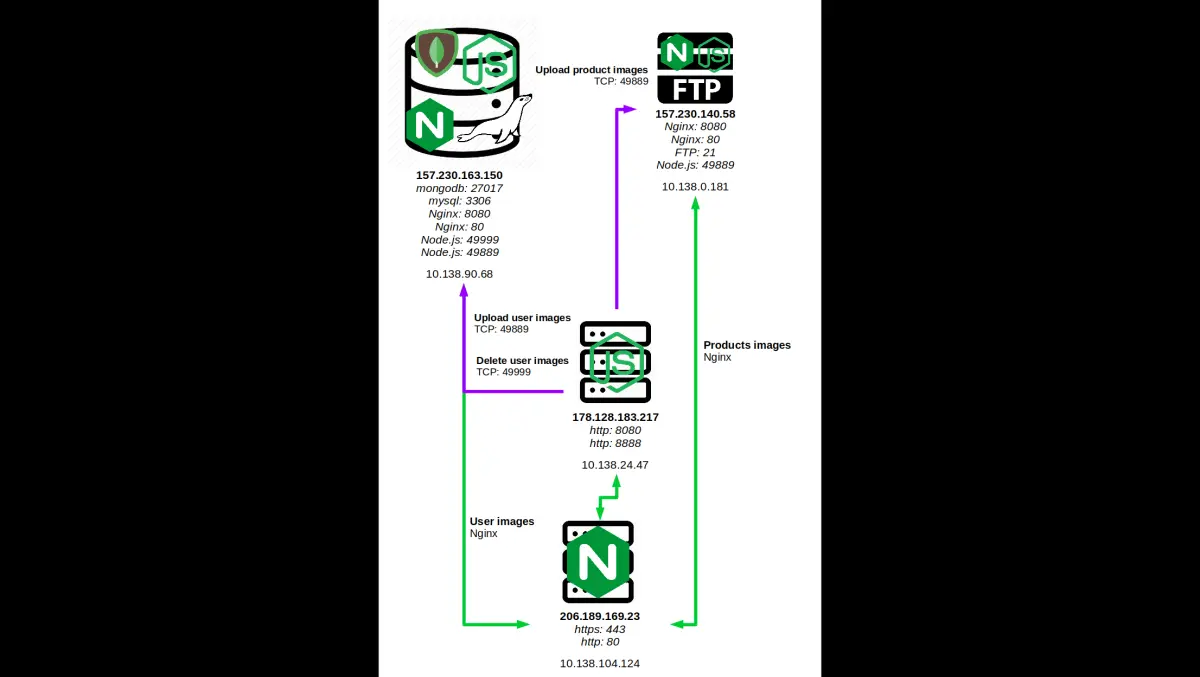 JS
N
157.230.163.150
mongodb: 27017
mysql: 3306
Nginx: 8080
Nginx: 80
Node.js: 49999
Node.js: 49889
10.138.90.68
Upload product images
TCP: 49889
N JS
FTP
157.230.140.58
Nginx: 8080
Nginx: 80
FTP: 21
Node.js: 49889
10.138.0.181
Upload user images
TCP: 49889
Delete user images
TCP: 49999
JS
178.128.183.217
http: 8080
http: 8888
10.138.24.47
Products images
Nginx
User images
Nginx
N
206.189.169.23
https: 443
http: 80
10.138.104.124